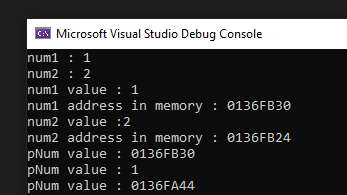 Microsoft Visual Studio Debug Console
num1 : 1
num2 : 2
num1 value : 1
num1 address in memory : 0136FB30
num2 value :2
num2 address in memory : 0136FB24
pNum value : 0136FB30
pNum value : 1
pNum value : 0136FA44